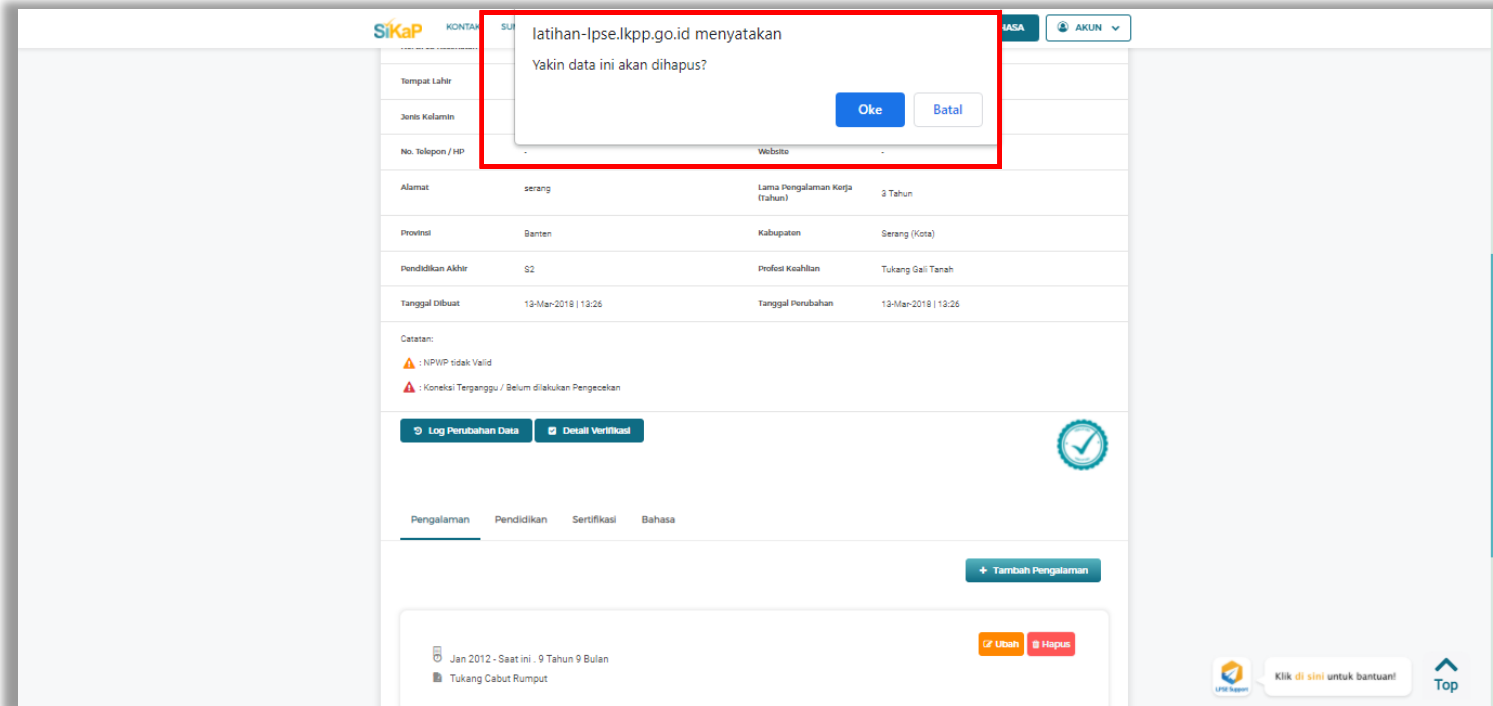 SiKaP KONTAK
AKUN
latihan-lpse.lkpp.go.id menyatakan
Yakin data ini akan dihapus?
Oke Batal
Tempat Lahir
Jenis Kelamin
No. Telepon / HP - Website -
Alamat serang Lama Pengalaman Kerja (Tahun) 3 Tahun
Provinsi Banten Kabupaten Serang (Kota)
Pendidikan Akhir S2 Profesi Keahlian Tukang Gali Tanah
Tanggal Dibuat 13-Mar-2018 | 13:26 Tanggal Perubahan 13-Mar-2018 | 13:26
Catatan:
: NPWP tidak Valid
: Koneksi Terganggu / Belum dilakukan Pengecekan
Log Perubahan Data Detail Verifikasi
Pengalaman Pendidikan Sertifikasi Bahasa
+ Tambah Pengalaman
Ubah Hapus
Jan 2012 - Saat ini . 9 Tahun 9 Bulan
Tukang Cabut Rumput
LPSE Support
Klik di sini untuk bantuan!
Top